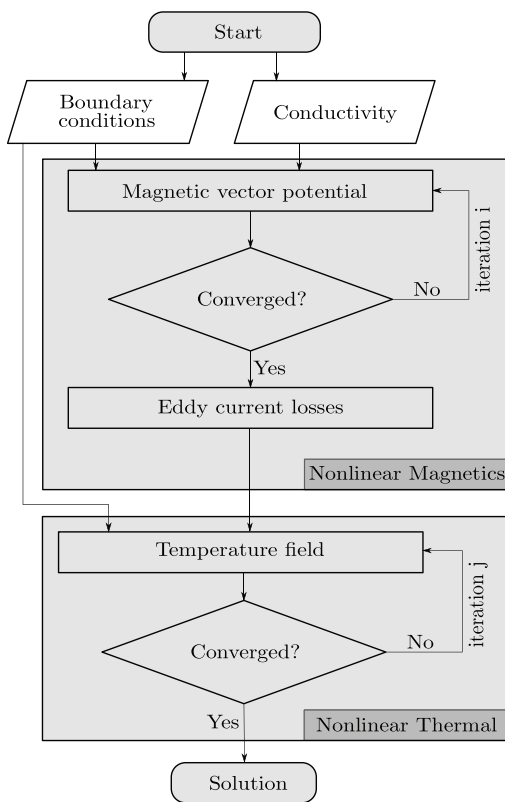 Start
Boundary
conditions
Conductivity
Magnetic vector potential
iteration i
Converged?
No
Yes
Eddy current losses
Nonlinear Magnetics
Temperature field
iteration j
Converged?
No
Yes
Nonlinear Thermal
Solution